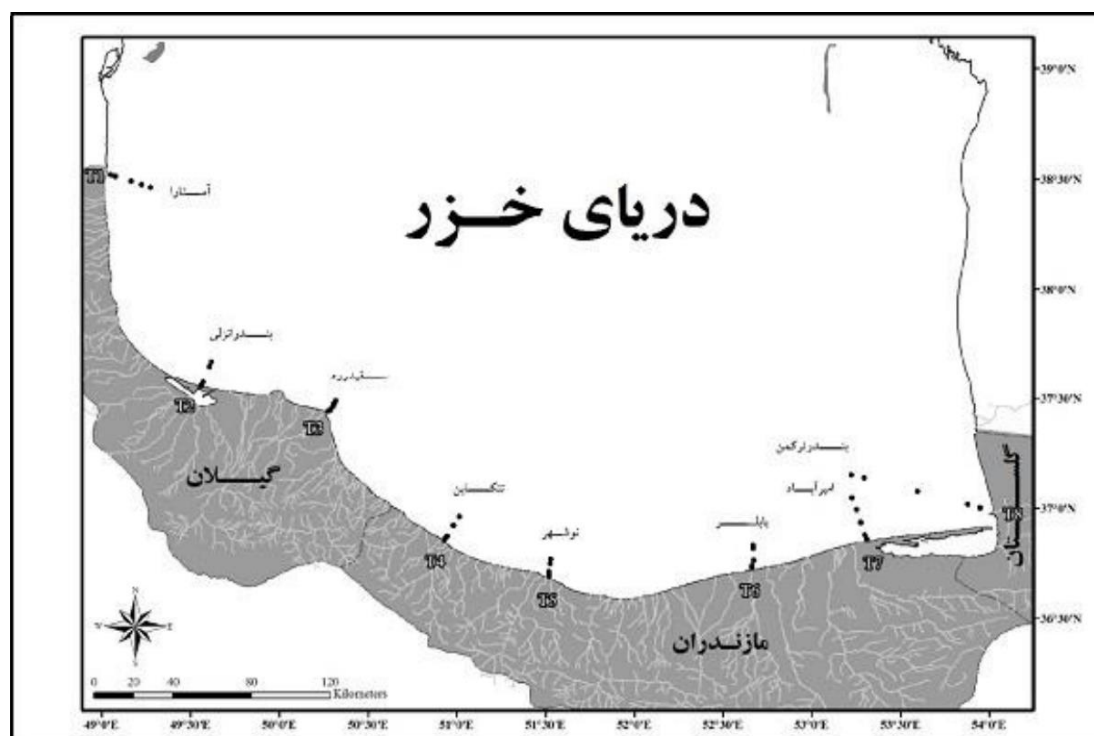 39°0'N
T1
آستارا
38°30'N
دریای خزر
38°0'N
بندرانزلی
سفیدرود
37°30'N
T2
T3
بندرترکمن
گیلان
تنکابن
امیرآباد
گلستان
T8
37°0'N
نوشهر
بابلسر
T4
T7
T5
T6
36°30'N
مازندران
N
W
E
S
0 20 40 80 120
Kilometers
49°0'E 49°30'E 50°0'E 50°30'E 51°0'E 51°30'E 52°0'E 52°30'E 53°0'E 53°30'E 54°0'E